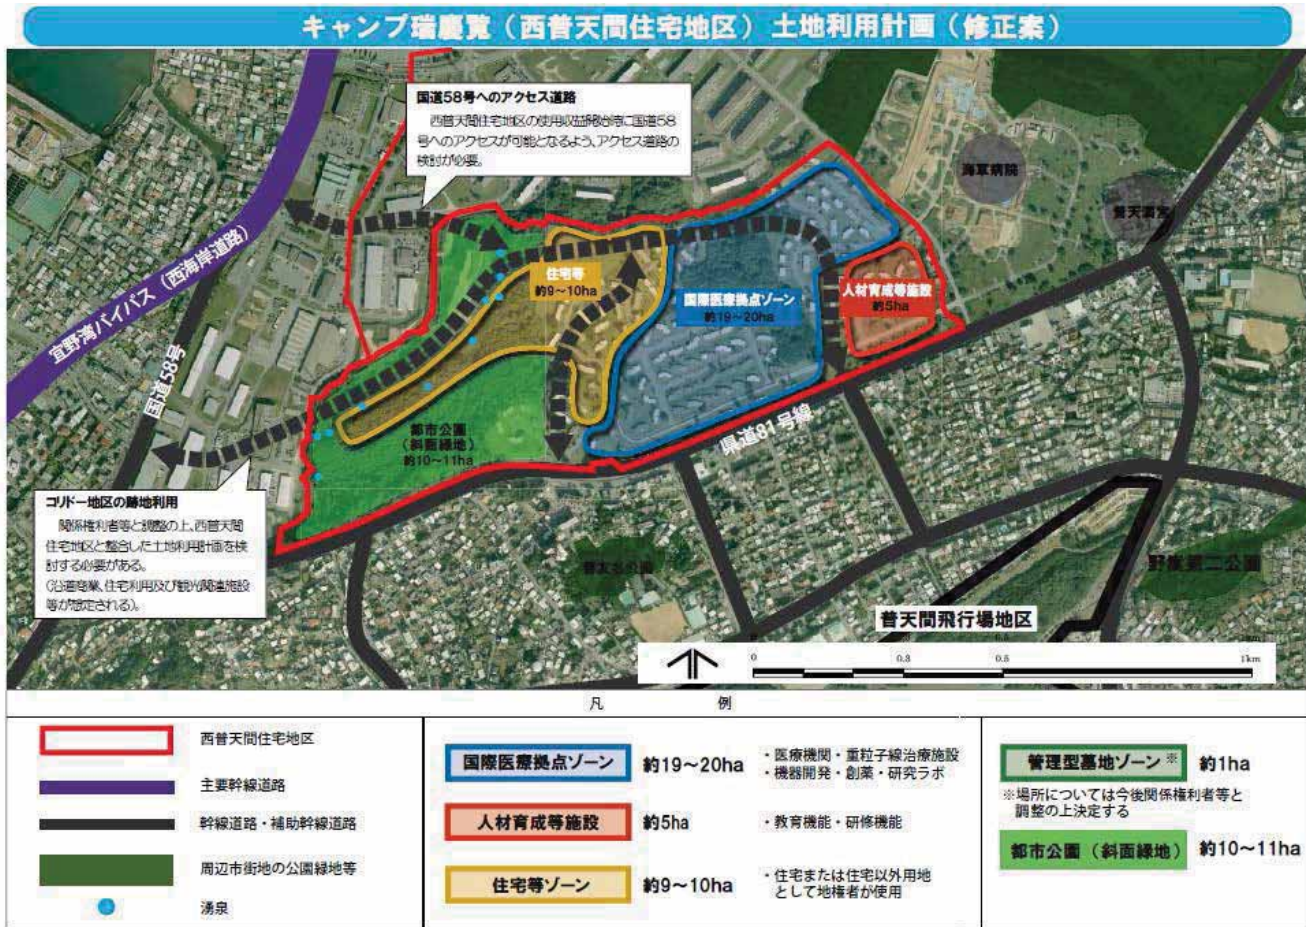 キャンプ瑞慶覧（西普天間住宅地区）土地利用計画（修正案）
国道58号へのアクセス道路
西普天間住宅地区の使用収益開始時に国道58
号へのアクセスが可能となるよう、アクセス道路の
検討が必要。
海軍病院
普天満宮
宜野湾バイパス（西海岸道路）
国道58号
住宅等
約9～10ha
国際医療拠点ゾーン
約19～20ha
人材育成等施設
約5ha
都市公園
（斜面緑地）
約10～11ha
県道81号線
コリドー地区の跡地利用
関係権利者等と調整の上、西普天間
住宅地区と整合した土地利用計画を検
討する必要がある。
（沿道商業、住宅利用及び観光関連施設
等が想定される）。
野嵩第二公園
普天間飛行場地区
0
1km
凡 例
西普天間住宅地区
主要幹線道路
幹線道路・補助幹線道路
周辺市街地の公園緑地等
湧泉
国際医療拠点ゾーン 約19～20ha ・医療機関・重粒子線治療施設
・機器開発・創薬・研究ラボ
人材育成等施設 約5ha ・教育機能・研修機能
住宅等ゾーン 約9～10ha ・住宅または住宅以外用地
として地権者が使用
管理型墓地ゾーン※ 約1ha
※場所については今後関係権利者等と
調整の上決定する
都市公園（斜面緑地） 約10～11ha